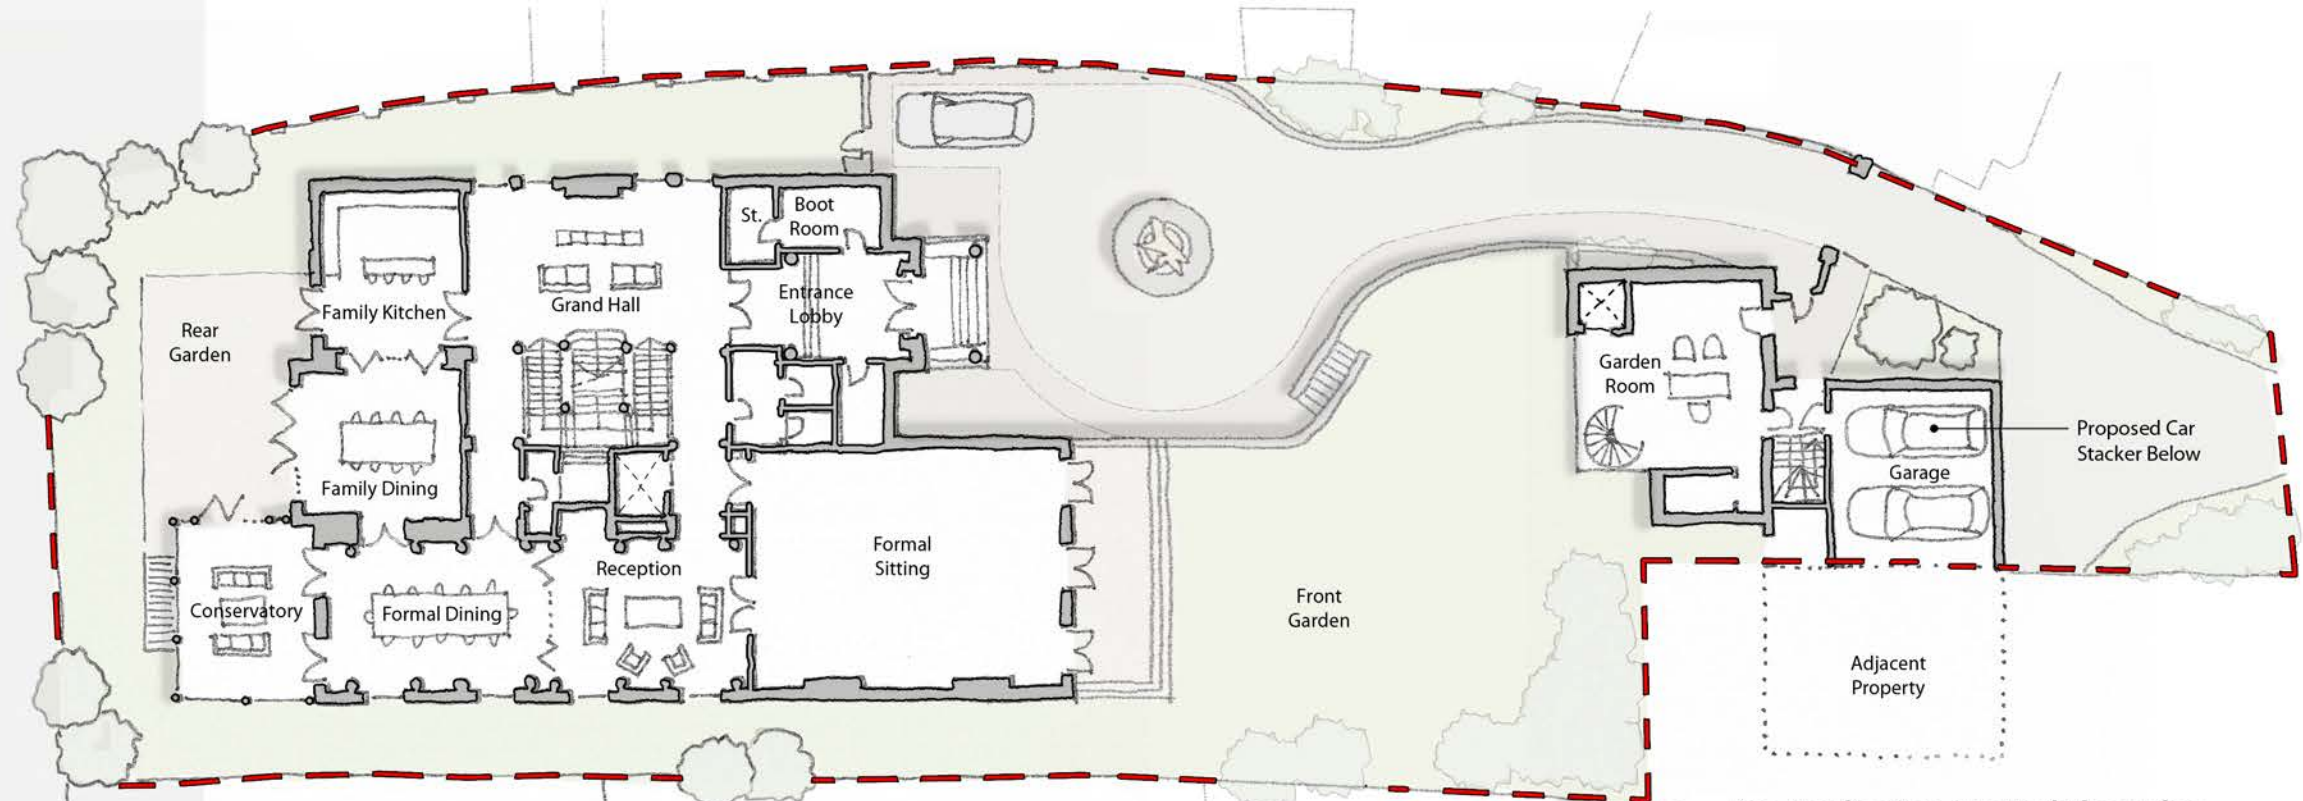 St.
Boot
Room
Family Kitchen
Grand Hall
Entrance
Lobby
Rear
Garden
Garden
Room
Proposed Car
Stacker Below
Garage
Family Dining
Formal
Sitting
Reception
Conservatory
Formal Dining
Front
Garden
Adjacent
Property